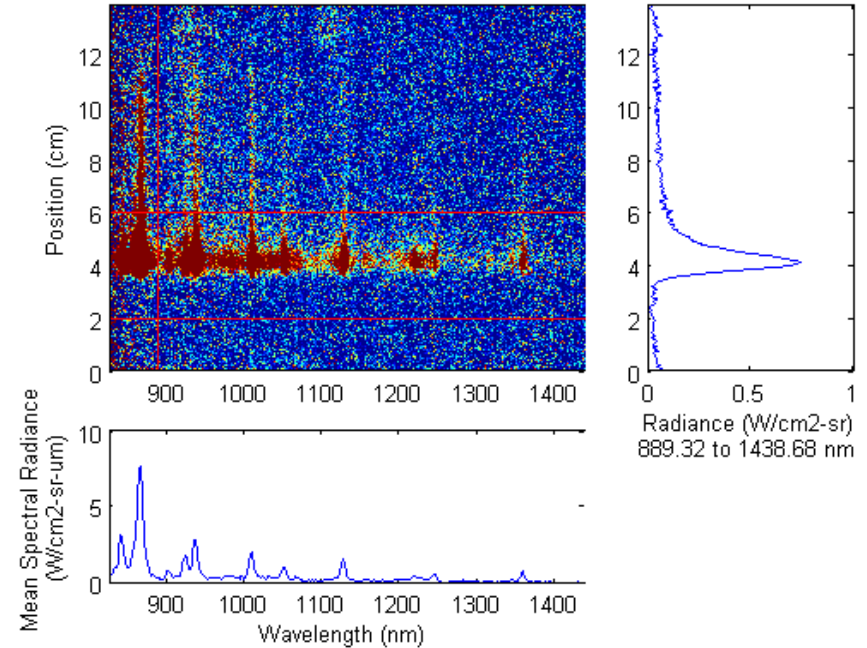 12
10
8
6
4
2
0
Position (cm)
900 1000 1100 1200 1300 1400
12
10
8
6
4
2
0
0 0.5 1
Radiance (W/cm2-sr)
889.32 to 1438.68 nm
10
5
0
Mean Spectral Radiance
(W/cm2-sr-um)
900 1000 1100 1200 1300 1400
Wavelength (nm)